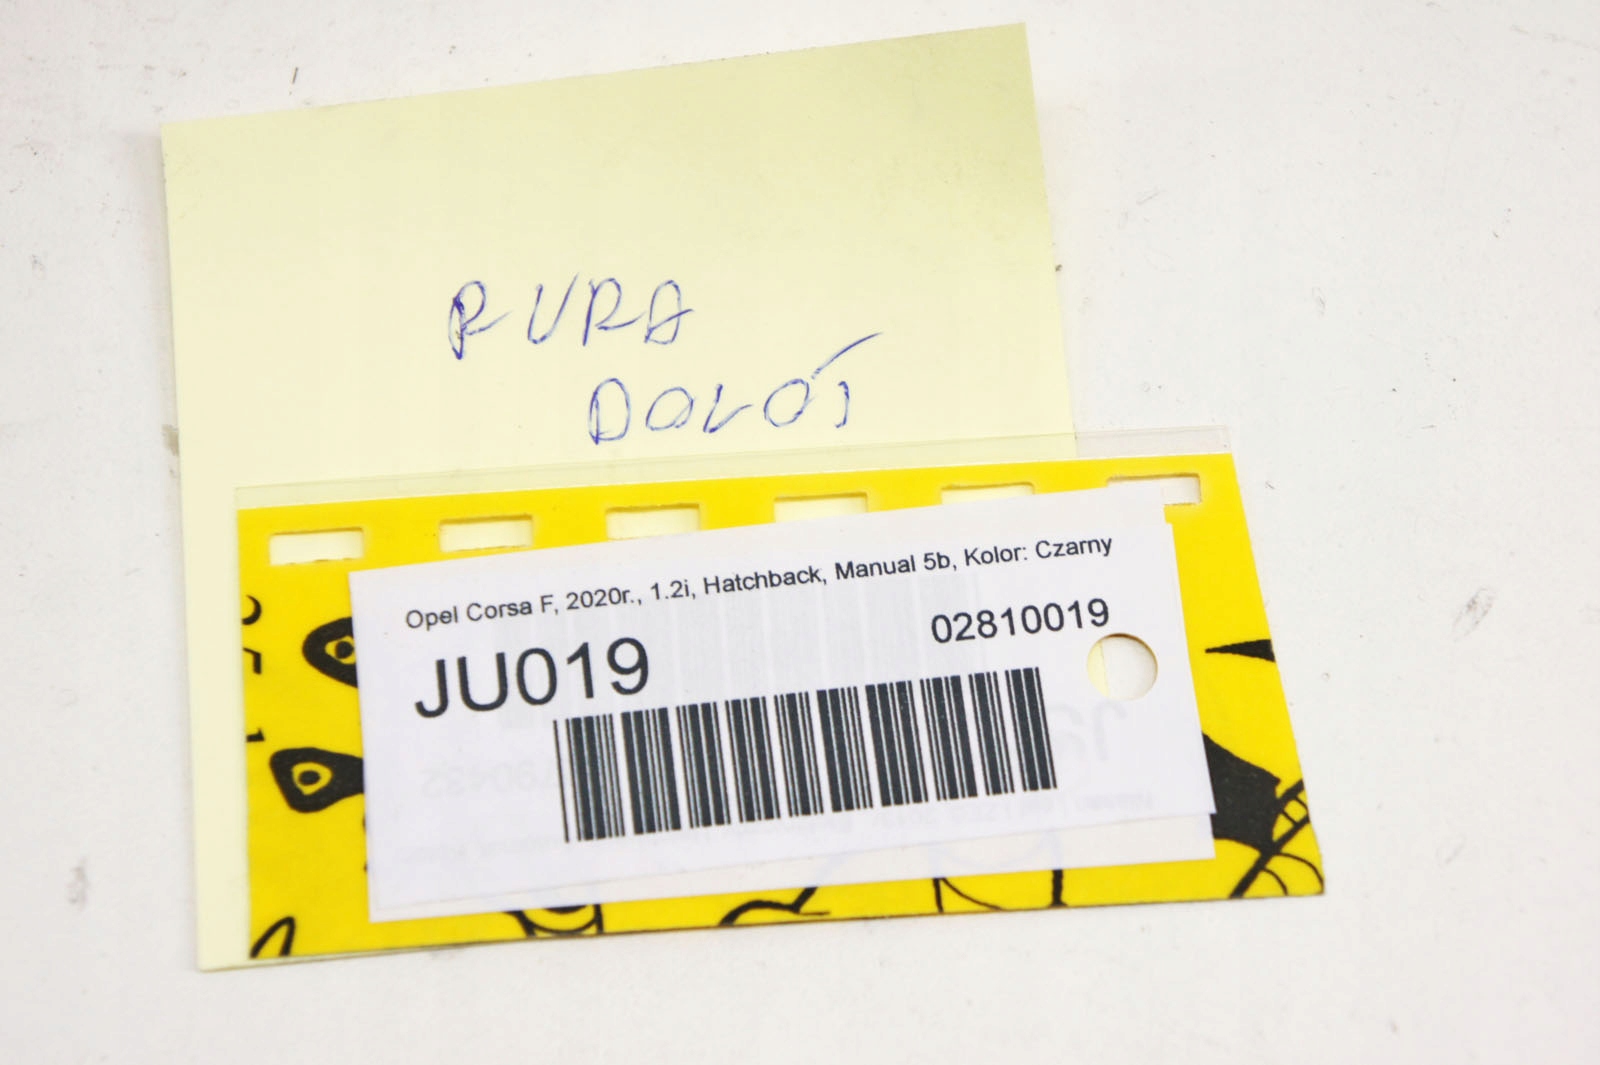 RURA
DOLOT
Opel Corsa F, 2020r., 1.2i, Hatchback, Manual 5b, Kolor: Czarny
02810019
JU019